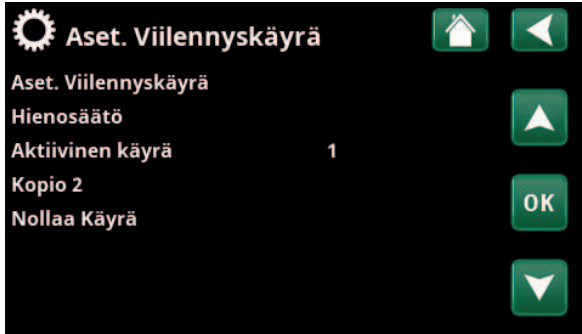 Aset. Viilennyskäyrä
Aset. Viilennyskäyrä
Hienosäätö
Aktiivinen käyrä 1
Kopio 2
Nollaa Käyrä
OK